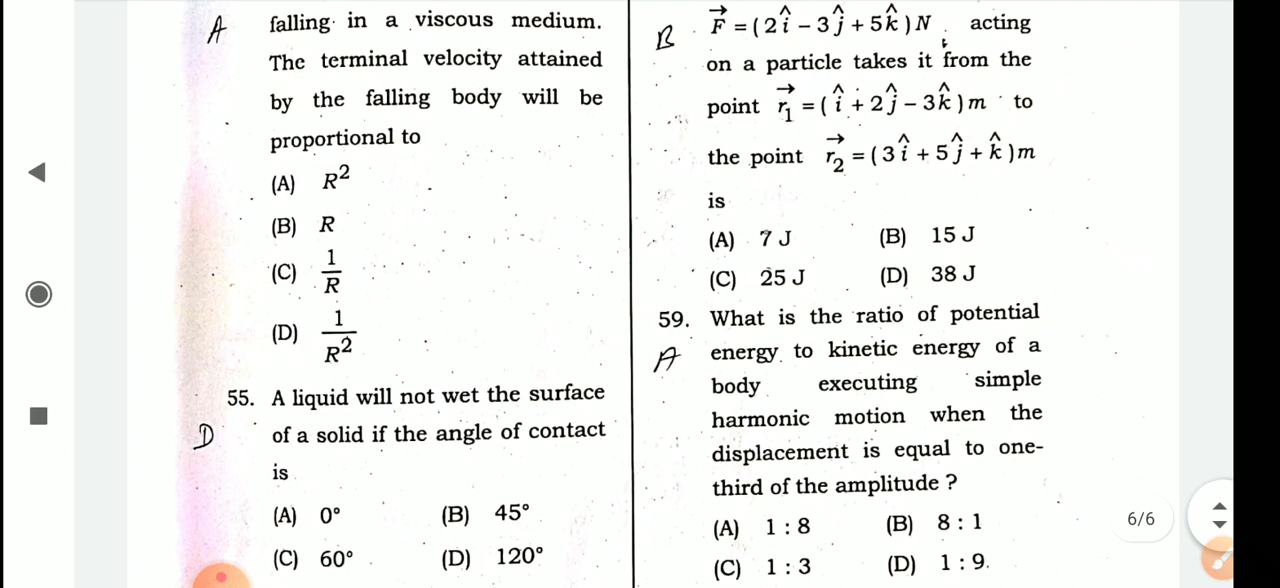 A
falling in a viscous medium.
The terminal velocity attained
by the falling body will be
proportional to
(A) R²
(B) R
(C) 1/R
(D) 1/R²
55. A liquid will not wet the surface
D
of a solid if the angle of contact
is
(A) 0° (B) 45°
(C) 60° (D) 120°
B
F⃗ = (2î − 3ĵ + 5k̂) N acting
on a particle takes it from the
point r⃗₁ = (î + 2ĵ − 3k̂) m to
the point r⃗₂ = (3î + 5ĵ + k̂) m
is
(A) 7 J (B) 15 J
(C) 25 J (D) 38 J
59. What is the ratio of potential
A
energy to kinetic energy of a
body executing simple
harmonic motion when the
displacement is equal to one-
third of the amplitude ?
(A) 1 : 8 (B) 8 : 1
(C) 1 : 3 (D) 1 : 9.
6/6